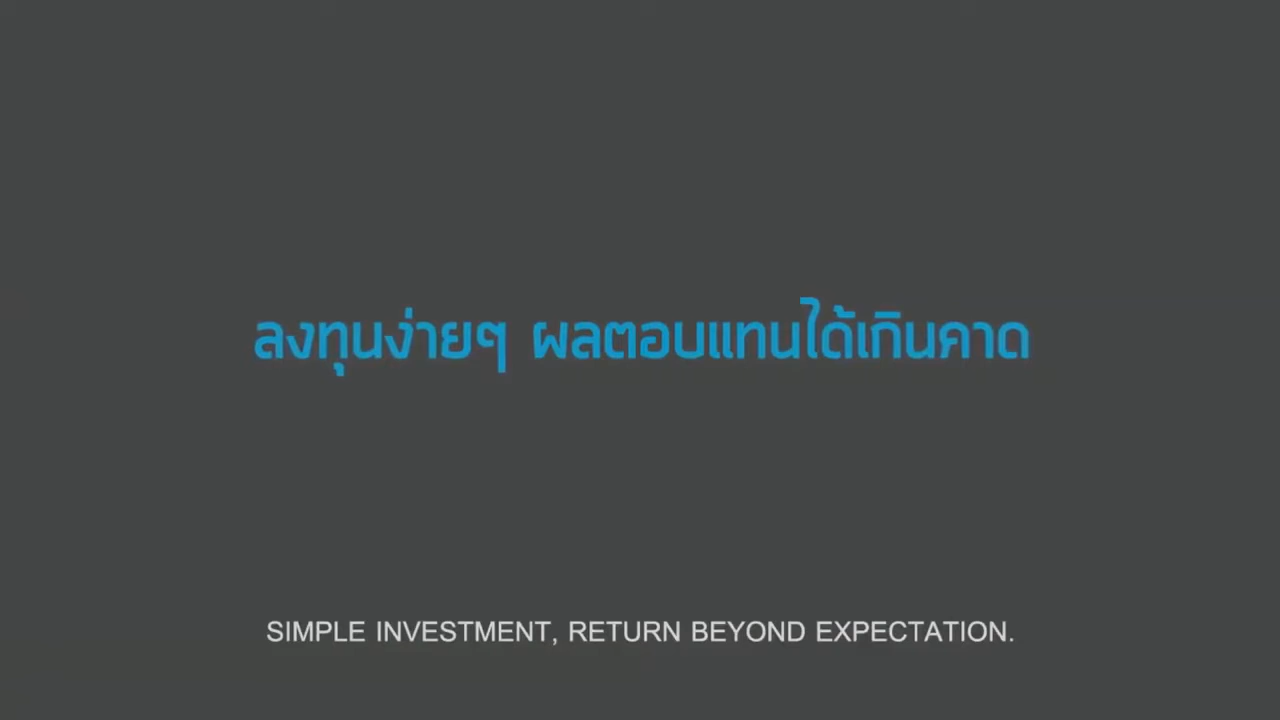 ลงทุนง่ายๆ ผลตอบแทนได้เกินคาด
SIMPLE INVESTMENT, RETURN BEYOND EXPECTATION.